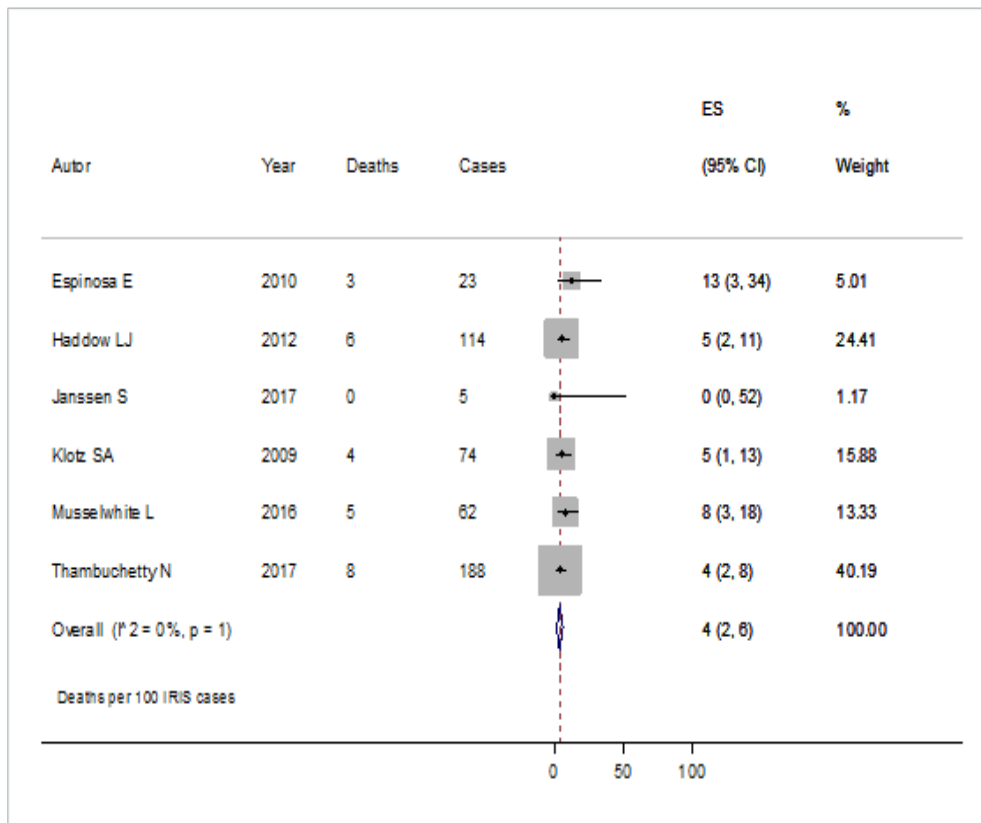 ES %
Autor Year Deaths Cases (95% CI) Weight
Espinosa E 2010 3 23 13 (3, 34) 5.01
Haddow LJ 2012 6 114 5 (2, 11) 24.41
Janssen S 2017 0 5 0 (0, 52) 1.17
Klotz SA 2009 4 74 5 (1, 13) 15.88
Musselwhite L 2016 5 62 8 (3, 18) 13.33
Thambuchetty N 2017 8 188 4 (2, 8) 40.19
Overall (I^2 = 0%, p = 1) 4 (2, 6) 100.00
Deaths per 100 IRIS cases
0 50 100